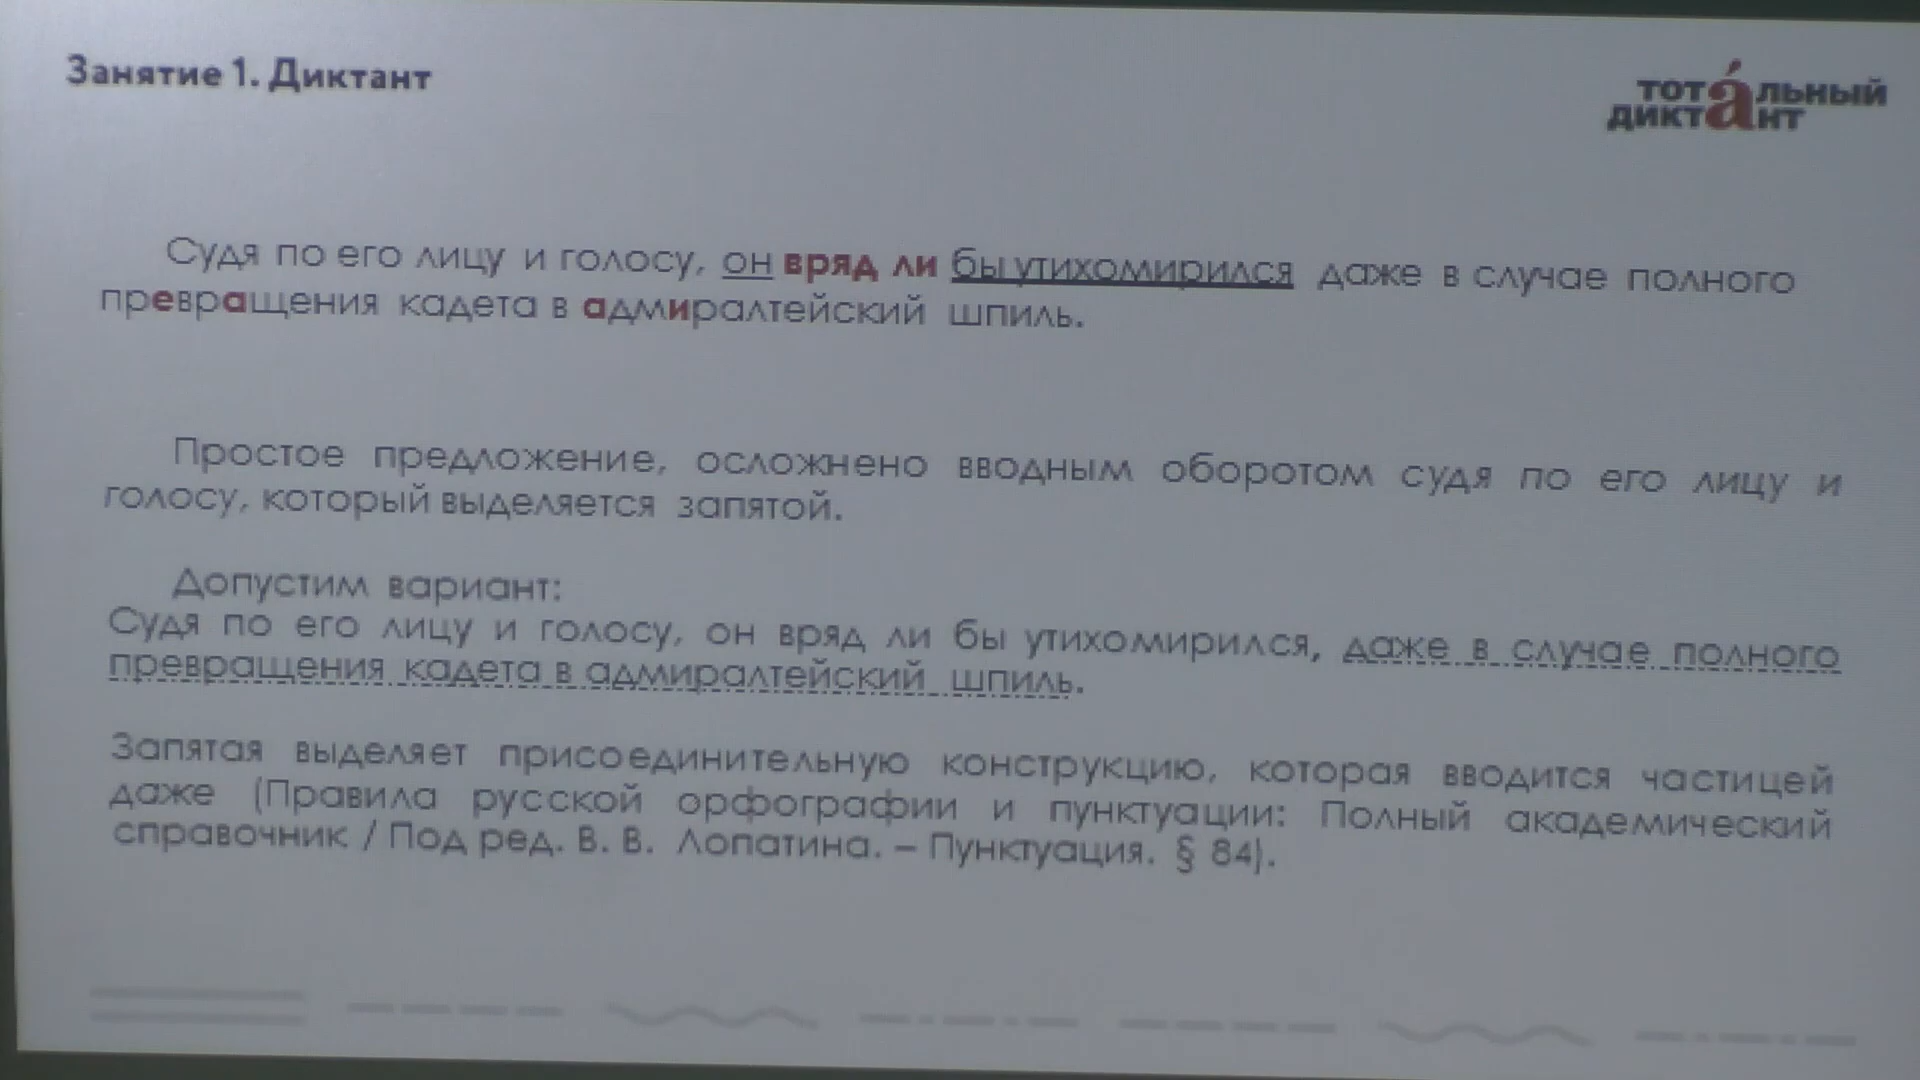 Занятие 1. Диктант
тота́льный
диктант
Судя по его лицу и голосу, он вряд ли бы утихомирился даже в случае полного
превращения кадета в адмиралтейский шпиль.
Простое предложение, осложнено вводным оборотом судя по его лицу и
голосу, который выделяется запятой.
Допустим вариант:
Судя по его лицу и голосу, он вряд ли бы утихомирился, даже в случае полного
превращения кадета в адмиралтейский шпиль.
Запятая выделяет присоединительную конструкцию, которая вводится частицей
даже (Правила русской орфографии и пунктуации: Полный академический
справочник / Под ред. В. В. Лопатина. – Пунктуация. § 84).